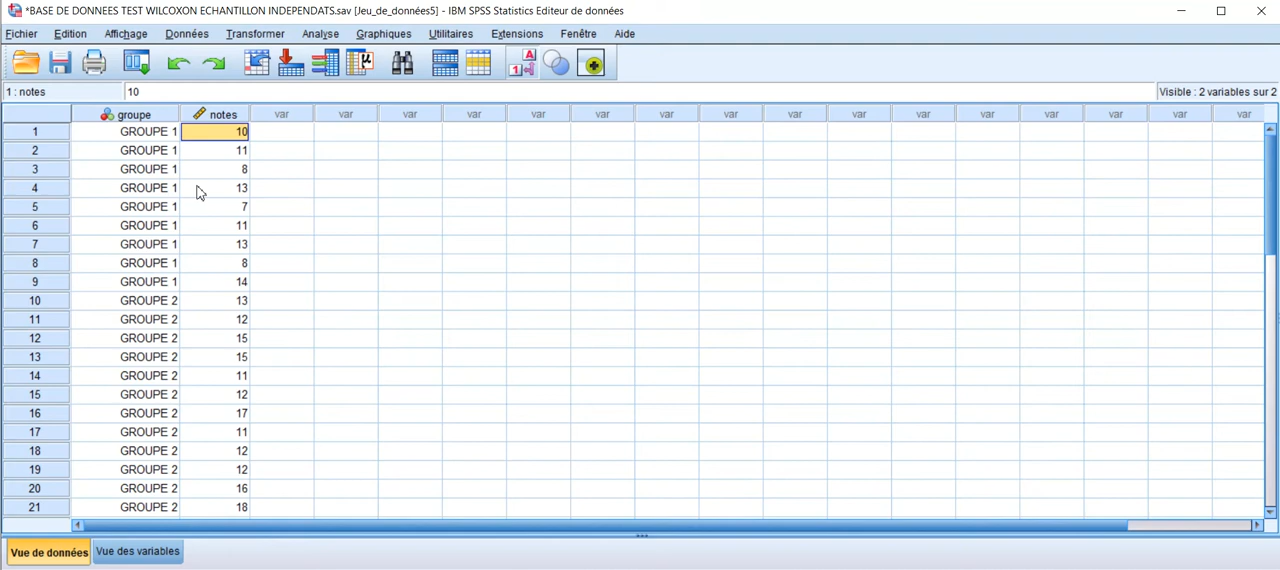 *BASE DE DONNEES TEST WILCOXON ECHANTILLON INDEPENDATS.sav [Jeu_de_données5] - IBM SPSS Statistics Editeur de données
Fichier Edition Affichage Données Transformer Analyse Graphiques Utilitaires Extensions Fenêtre Aide
1 : notes 10 Visible : 2 variables sur 2
groupe notes var var var var var var var var var var var var var var var var
1 GROUPE 1 10
2 GROUPE 1 11
3 GROUPE 1 8
4 GROUPE 1 13
5 GROUPE 1 7
6 GROUPE 1 11
7 GROUPE 1 13
8 GROUPE 1 8
9 GROUPE 1 14
10 GROUPE 2 13
11 GROUPE 2 12
12 GROUPE 2 15
13 GROUPE 2 15
14 GROUPE 2 11
15 GROUPE 2 12
16 GROUPE 2 17
17 GROUPE 2 11
18 GROUPE 2 12
19 GROUPE 2 12
20 GROUPE 2 16
21 GROUPE 2 18
Vue de données Vue des variables